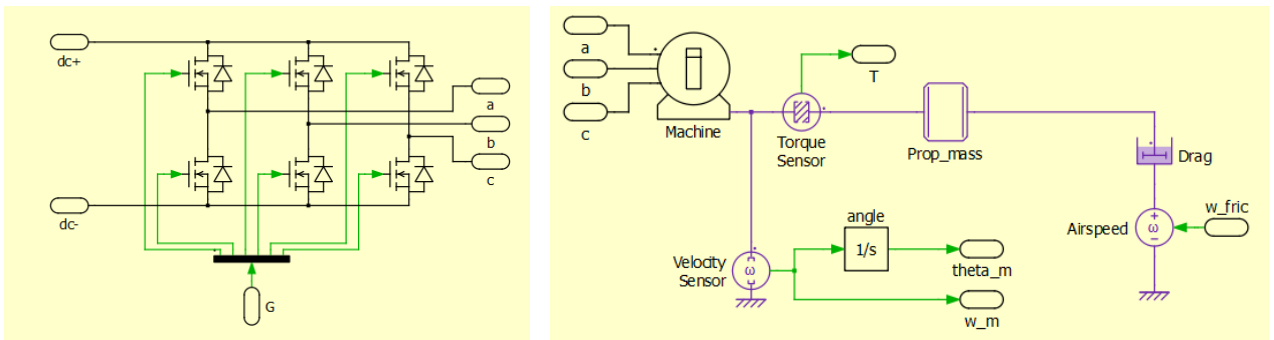 dc+
a
b
c
dc-
G
a
b
c
Machine
T
Torque
Sensor
Prop_mass
Drag
w_fric
Airspeed
angle
1/s
Velocity
Sensor
ω
ω
theta_m
w_m
+
−